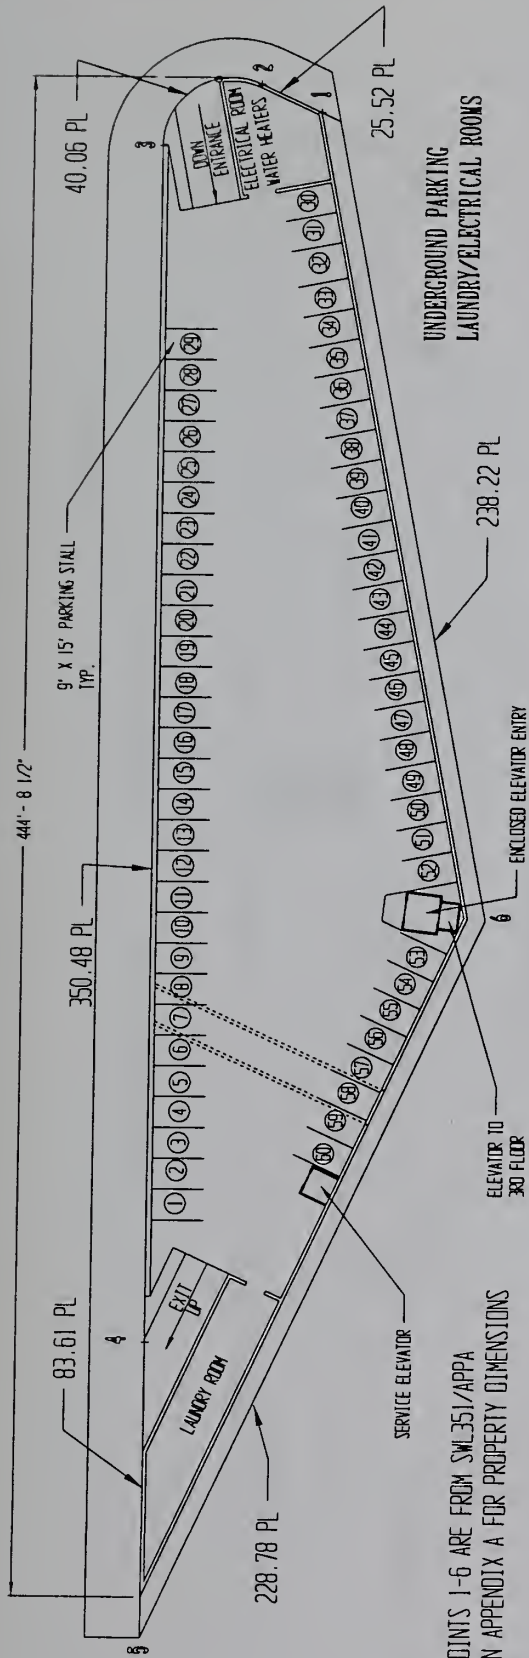 444' - 8 1/2"
40.06 PL
9' X 15' PARKING STALL
TYP.
350.48 PL
83.61 PL
3
4
5
2
1
6
DOWN
ENTRANCE
ELECTRICAL ROOM
WATER HEATERS
25.52 PL
1 2 3 4 5 6 7 8 9 10 11 12 13 14 15 16 17 18 19 20 21 22 23 24 25 26 27 28 29
EXIT
UP
LAUNDRY ROOM
60 59 58 57 56 55 54 53 52 51 50 49 48 47 46 45 44 43 42 41 40 39 38 37 36 35 34 33 32 31 30
228.78 PL
SERVICE ELEVATOR
ELEVATOR TO
3RD FLOOR
ENCLOSED ELEVATOR ENTRY
238.22 PL
UNDERGROUND PARKING
LAUNDRY/ELECTRICAL ROOMS
OINTS 1-6 ARE FROM SWL351/APPA
N APPENDIX A FOR PROPERTY DIMENSIONS